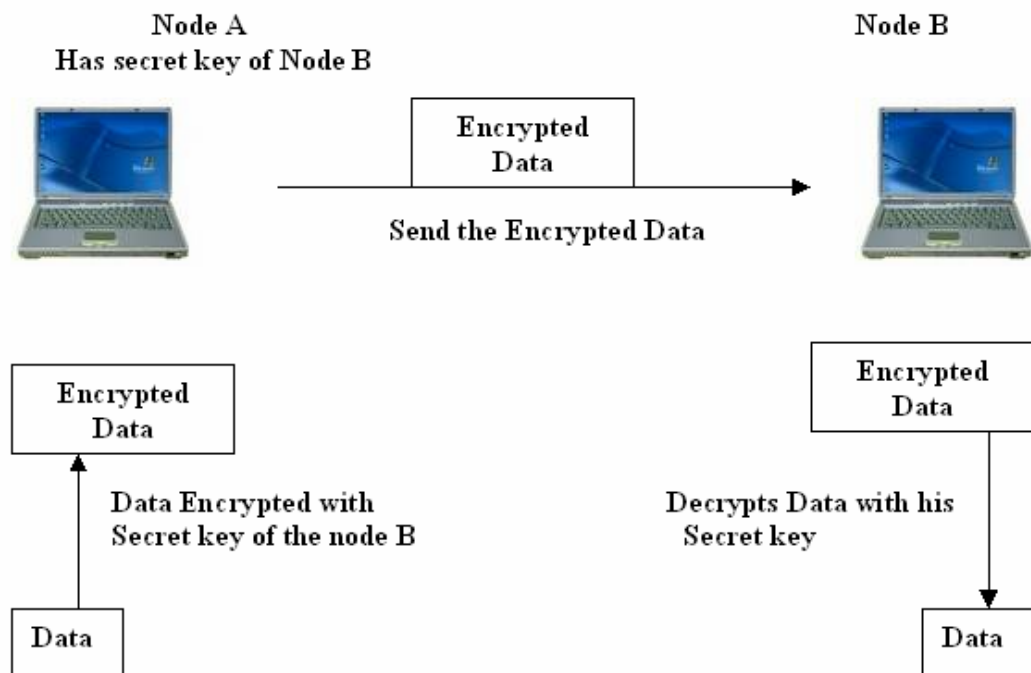 Node A
Has secret key of Node B
Node B
Encrypted
Data
Send the Encrypted Data
Encrypted
Data
Data Encrypted with
Secret key of the node B
Data
Encrypted
Data
Decrypts Data with his
Secret key
Data